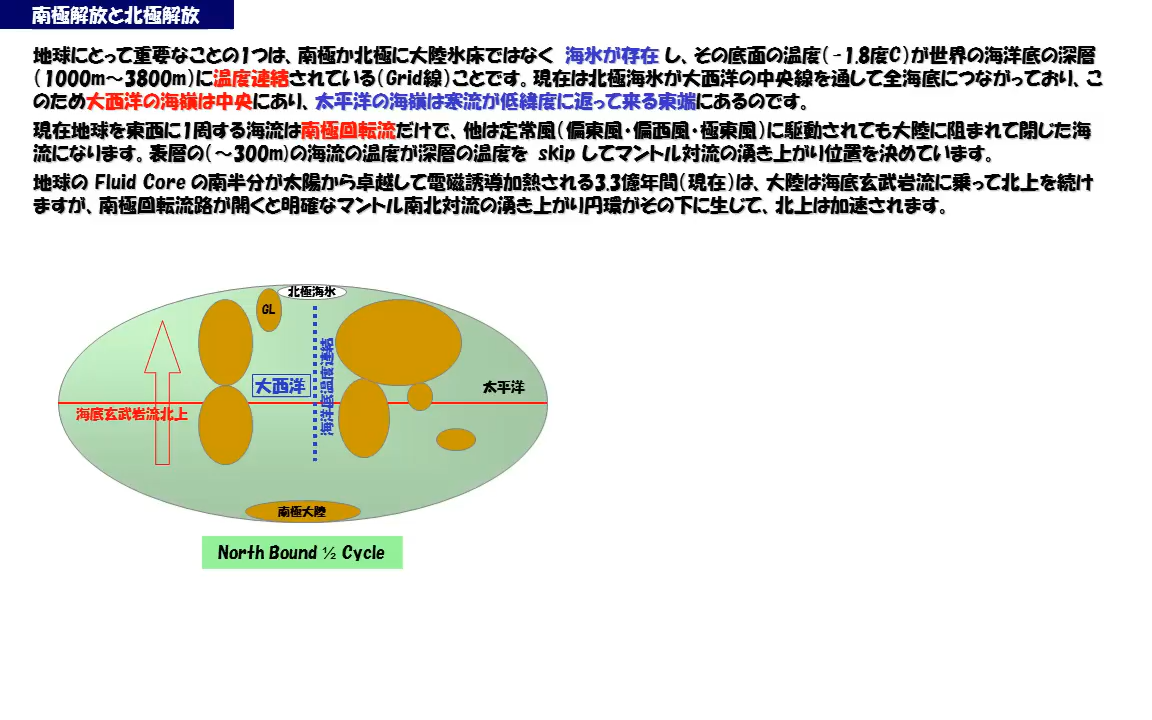 南極解放と北極解放
地球にとって重要なことの1つは、南極か北極に大陸氷床ではなく 海氷が存在 し、その底面の温度(-1.8度C)が世界の海洋底の深層
(1000m～3800m)に温度連結されている(Grid線)ことです。現在は北極海氷が大西洋の中央線を通して全海底につながっており、こ
のため大西洋の海嶺は中央にあり、太平洋の海嶺は寒流が低緯度に返って来る東端にあるのです。
現在地球を東西に1周する海流は南極回転流だけで、他は定常風(偏東風・偏西風・極東風)に駆動されても大陸に阻まれて閉じた海
流になります。表層の(～300m)の海流の温度が深層の温度を skip してマントル対流の湧き上がり位置を決めています。
地球の Fluid Core の南半分が太陽から卓越して電磁誘導加熱される3.3億年間(現在)は、大陸は海底玄武岩流に乗って北上を続け
ますが、南極回転流路が開くと明確なマントル南北対流の湧き上がり円環がその下に生じて、北上は加速されます。
北極海氷
GL
海洋底温度連結
大西洋
太平洋
海底玄武岩流北上
南極大陸
North Bound ½ Cycle